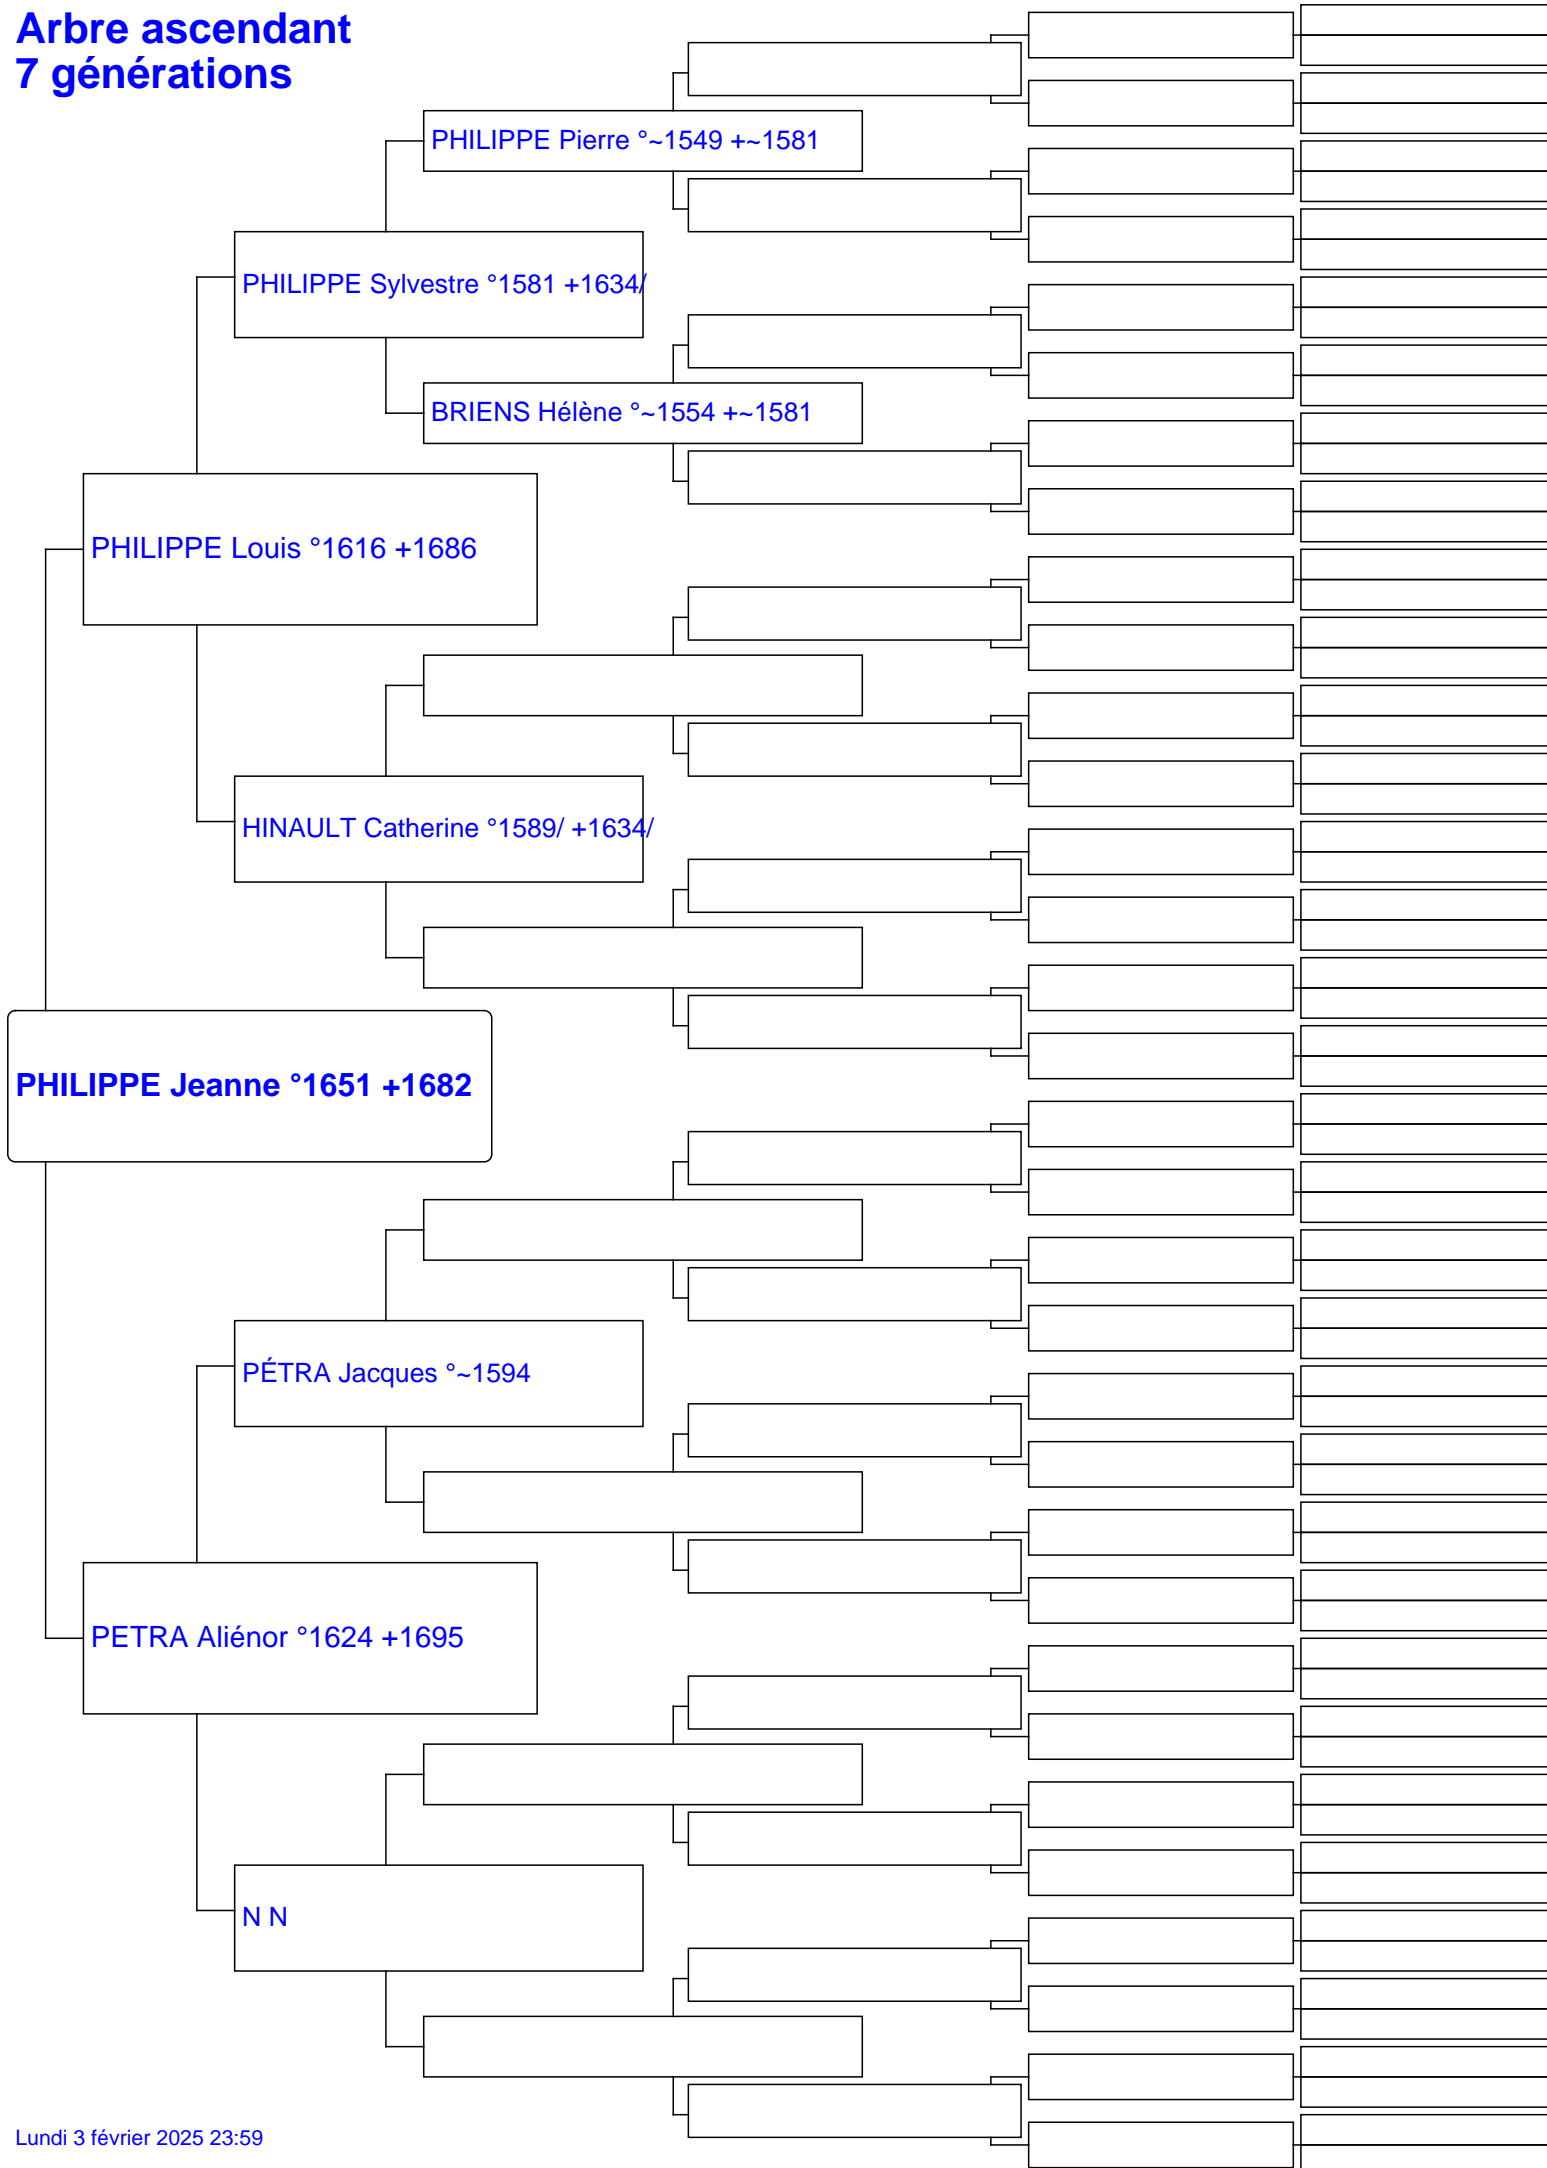 Arbre ascendant
7 générations
PHILIPPE Pierre °~1549 +~1581
PHILIPPE Sylvestre °1581 +1634/
BRIENS Hélène °~1554 +~1581
PHILIPPE Louis °1616 +1686
HINAULT Catherine °1589/ +1634/
PHILIPPE Jeanne °1651 +1682
PÉTRA Jacques °~1594
PETRA Aliénor °1624 +1695
N N
Lundi 3 février 2025 23:59